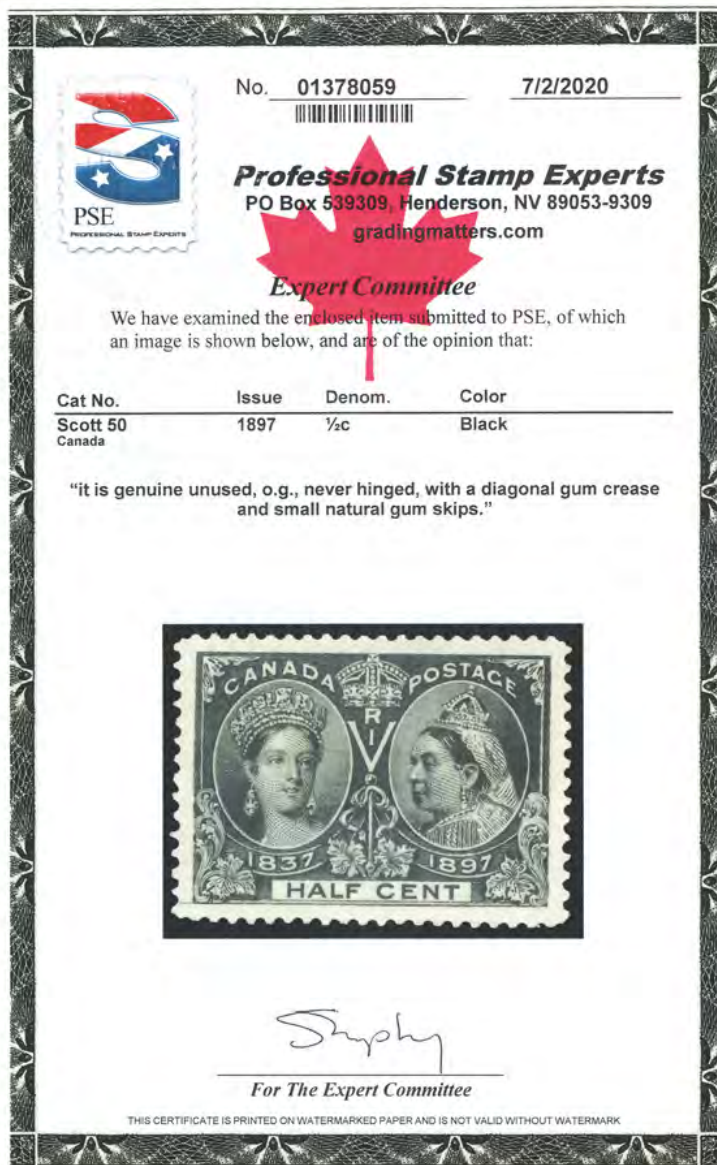 No. 01378059 7/2/2020
PSE
PROFESSIONAL STAMP EXPERTS
Professional Stamp Experts
PO Box 539309, Henderson, NV 89053-9309
gradingmatters.com
Expert Committee
We have examined the enclosed item submitted to PSE, of which
an image is shown below, and are of the opinion that:
Cat No. Issue Denom. Color
Scott 50 1897 ½c Black
Canada
“it is genuine unused, o.g., never hinged, with a diagonal gum crease
and small natural gum skips.”
CANADA POSTAGE
V R I
1837 1897
HALF CENT
For The Expert Committee
THIS CERTIFICATE IS PRINTED ON WATERMARKED PAPER AND IS NOT VALID WITHOUT WATERMARK